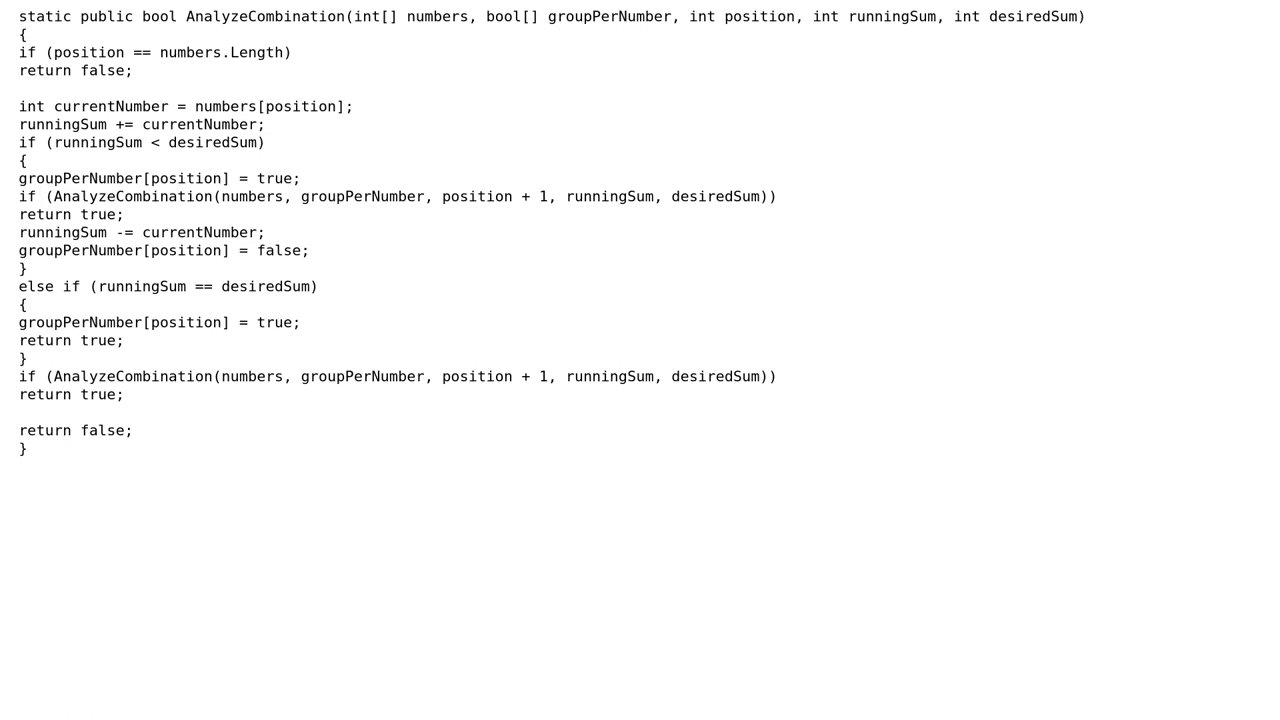 static public bool AnalyzeCombination(int[] numbers, bool[] groupPerNumber, int position, int runningSum, int desiredSum)
{
if (position == numbers.Length)
return false;

int currentNumber = numbers[position];
runningSum += currentNumber;
if (runningSum < desiredSum)
{
groupPerNumber[position] = true;
if (AnalyzeCombination(numbers, groupPerNumber, position + 1, runningSum, desiredSum))
return true;
runningSum -= currentNumber;
groupPerNumber[position] = false;
}
else if (runningSum == desiredSum)
{
groupPerNumber[position] = true;
return true;
}
if (AnalyzeCombination(numbers, groupPerNumber, position + 1, runningSum, desiredSum))
return true;

return false;
}